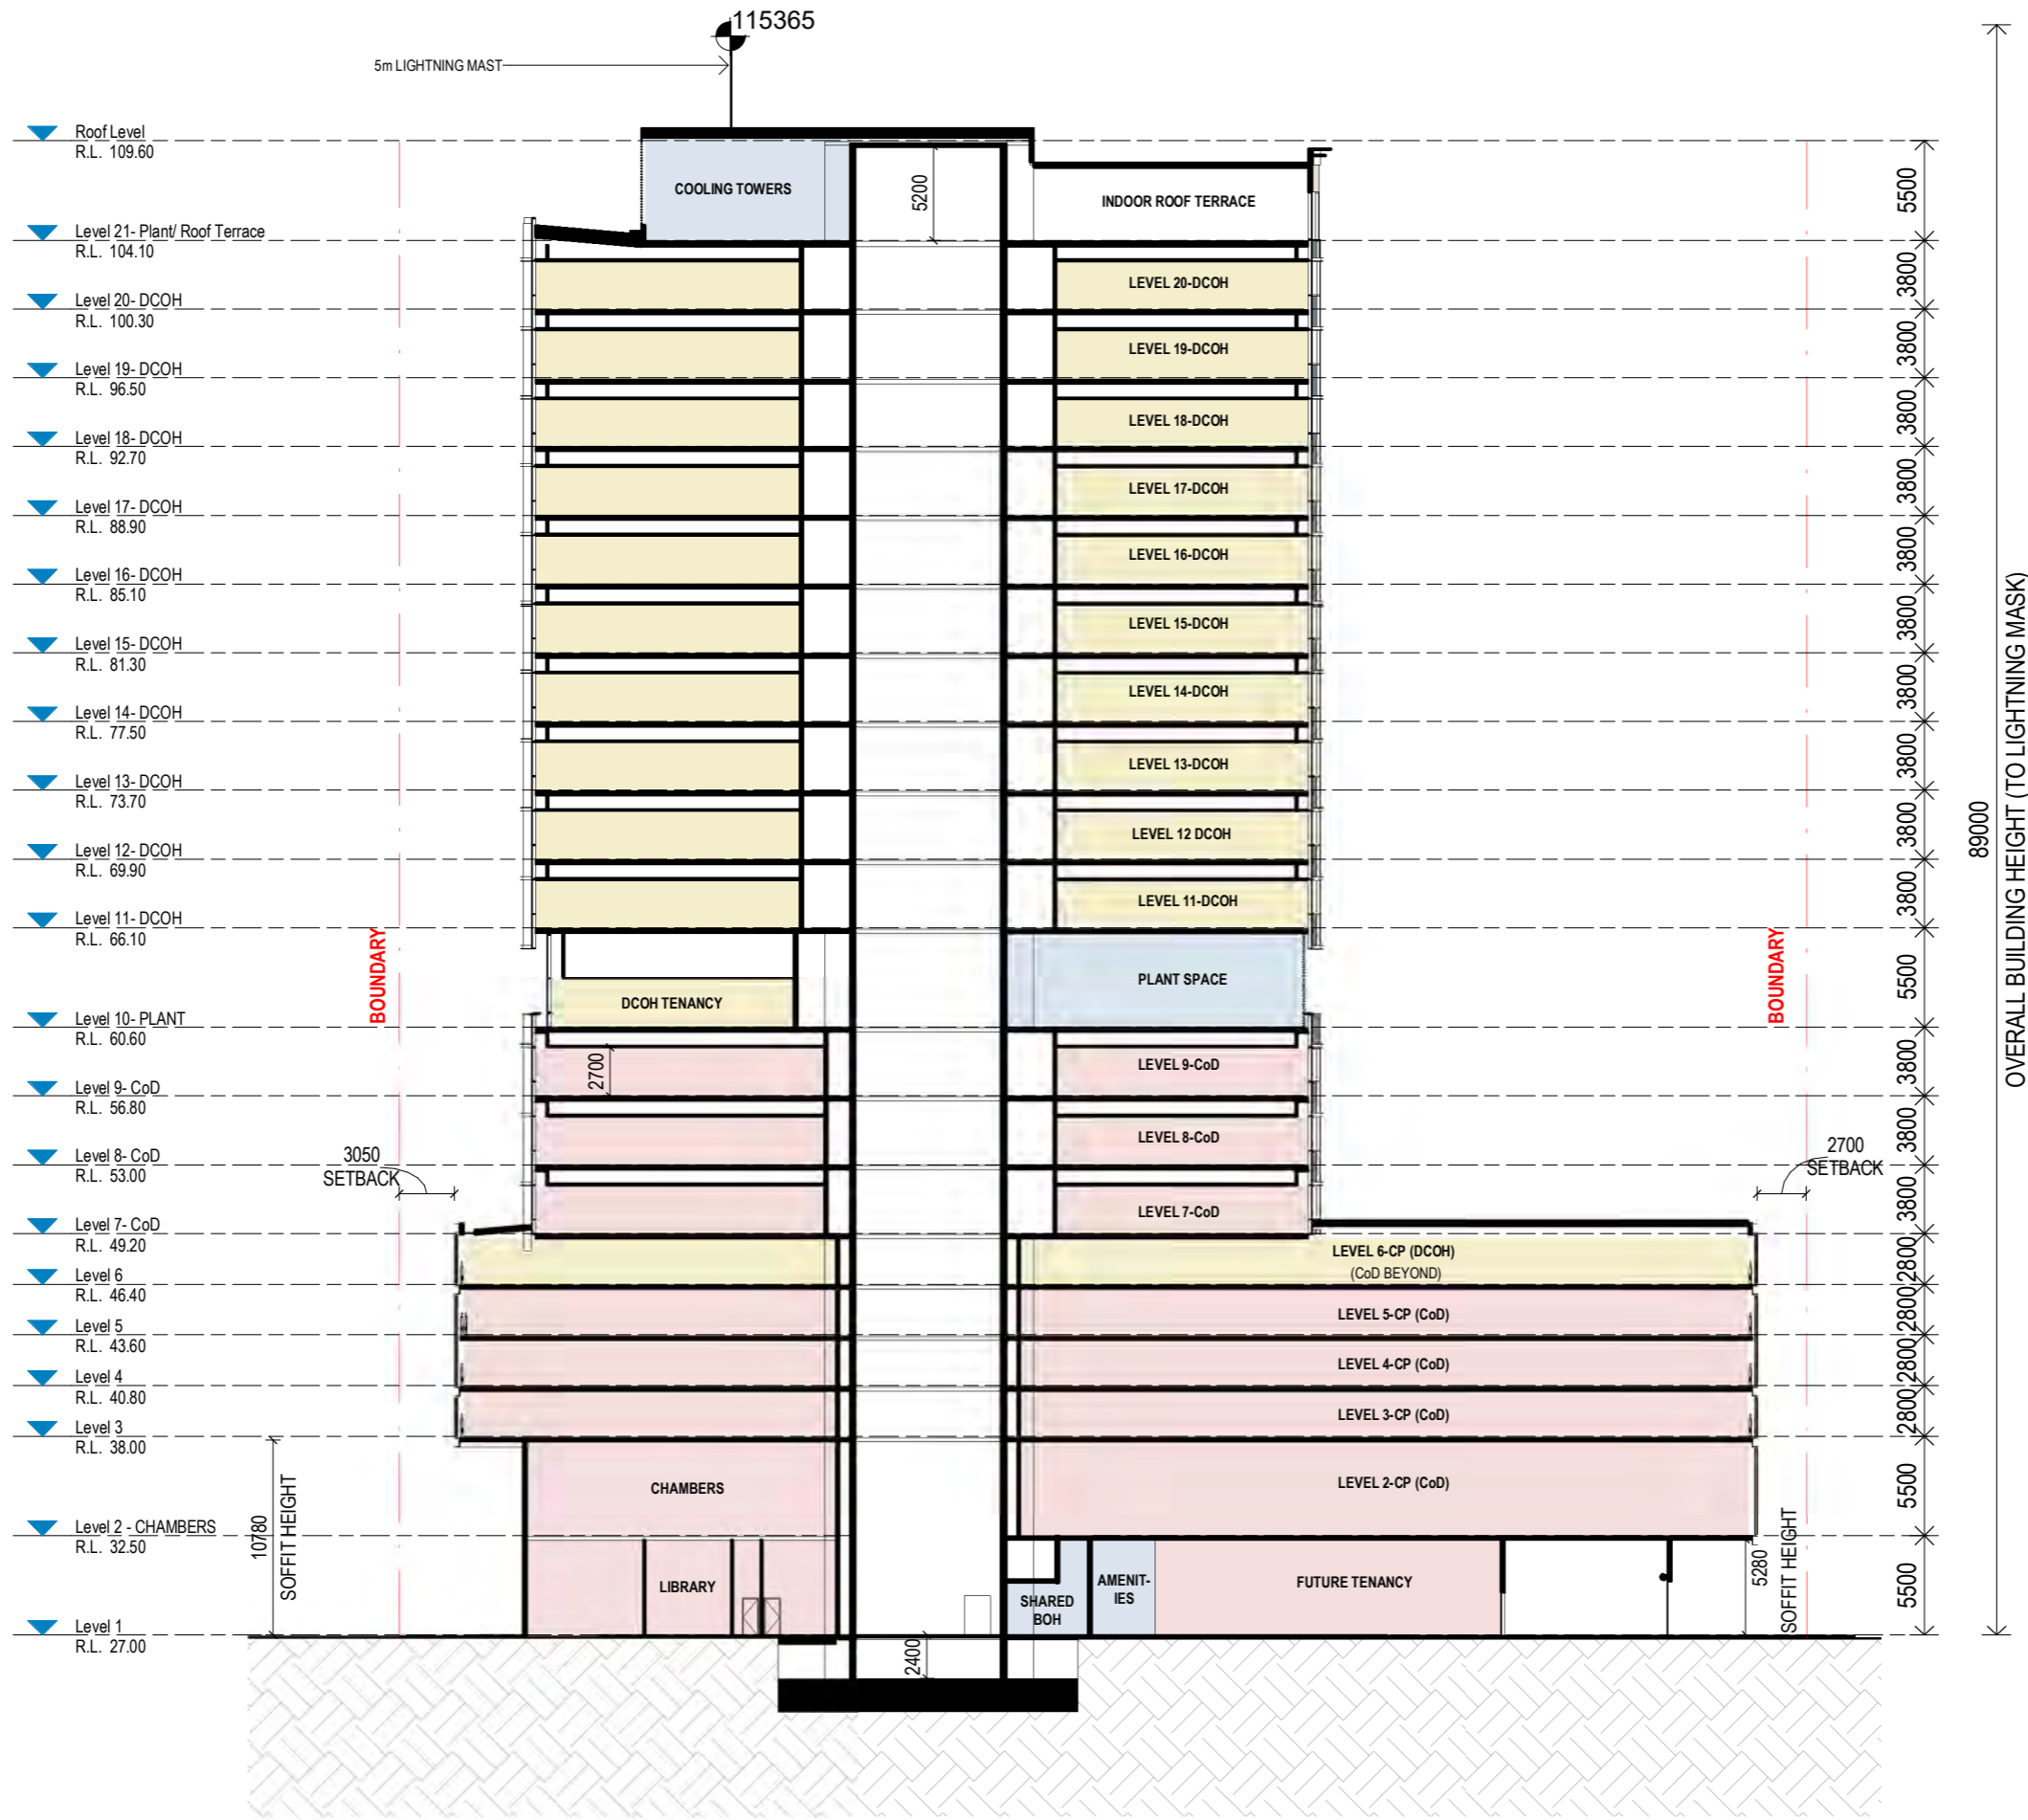 115365
5m LIGHTNING MAST
Roof Level
R.L. 109.60
Level 21- Plant/ Roof Terrace
R.L. 104.10
Level 20- DCOH
R.L. 100.30
Level 19- DCOH
R.L. 96.50
Level 18- DCOH
R.L. 92.70
Level 17- DCOH
R.L. 88.90
Level 16- DCOH
R.L. 85.10
Level 15- DCOH
R.L. 81.30
Level 14- DCOH
R.L. 77.50
Level 13- DCOH
R.L. 73.70
Level 12- DCOH
R.L. 69.90
Level 11- DCOH
R.L. 66.10
Level 10- PLANT
R.L. 60.60
Level 9- CoD
R.L. 56.80
Level 8- CoD
R.L. 53.00
Level 7- CoD
R.L. 49.20
Level 6
R.L. 46.40
Level 5
R.L. 43.60
Level 4
R.L. 40.80
Level 3
R.L. 38.00
Level 2 - CHAMBERS
R.L. 32.50
Level 1
R.L. 27.00
BOUNDARY
3050
SETBACK
10780
SOFFIT HEIGHT
COOLING TOWERS
5200
INDOOR ROOF TERRACE
LEVEL 20-DCOH
LEVEL 19-DCOH
LEVEL 18-DCOH
LEVEL 17-DCOH
LEVEL 16-DCOH
LEVEL 15-DCOH
LEVEL 14-DCOH
LEVEL 13-DCOH
LEVEL 12 DCOH
LEVEL 11-DCOH
DCOH TENANCY
PLANT SPACE
2700
LEVEL 9-CoD
LEVEL 8-CoD
LEVEL 7-CoD
LEVEL 6-CP (DCOH)
(CoD BEYOND)
LEVEL 5-CP (CoD)
LEVEL 4-CP (CoD)
LEVEL 3-CP (CoD)
CHAMBERS
LEVEL 2-CP (CoD)
LIBRARY
SHARED
BOH
AMENIT-
IES
FUTURE TENANCY
2400
5280
SOFFIT HEIGHT
BOUNDARY
2700
SETBACK
5500
3800
3800
3800
3800
3800
3800
3800
3800
3800
3800
5500
3800
3800
3800
2800
2800
2800
2800
5500
5500
89000
OVERALL BUILDING HEIGHT (TO LIGHTNING MASK)